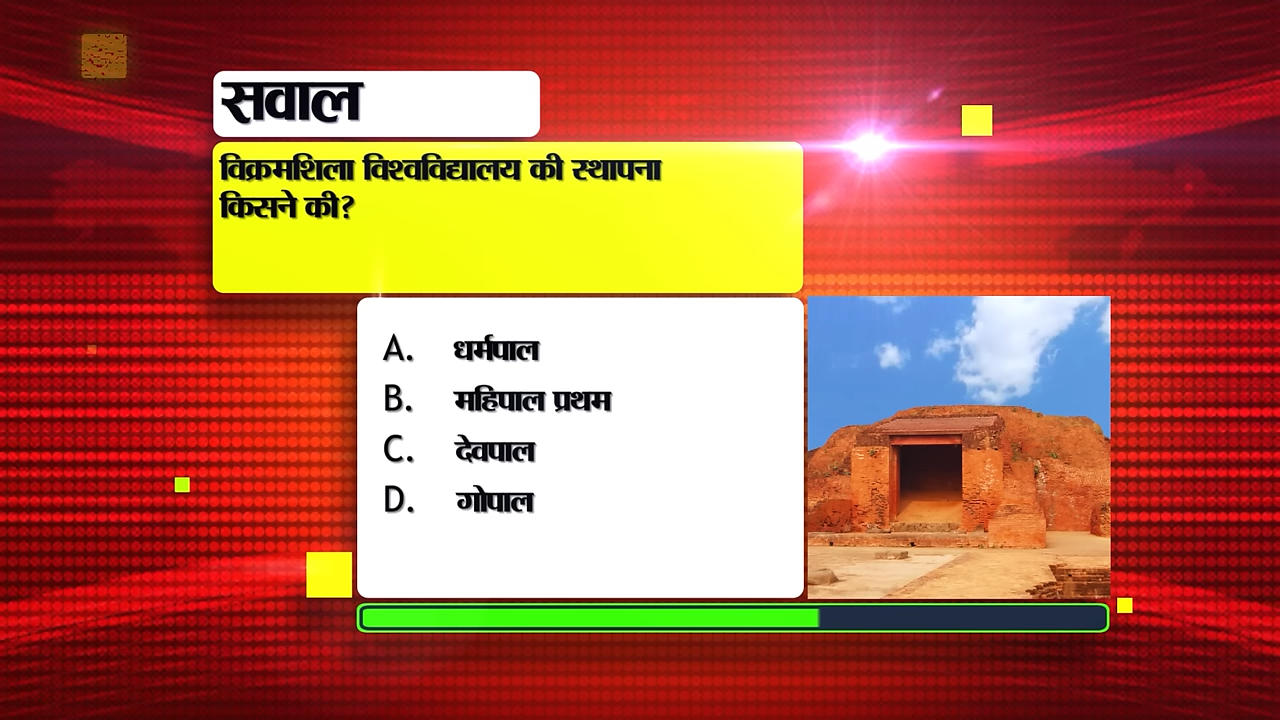 सवाल
विक्रमशिला विश्वविद्यालय की स्थापना
किसने की?
A. धर्मपाल
B. महिपाल प्रथम
C. देवपाल
D. गोपाल